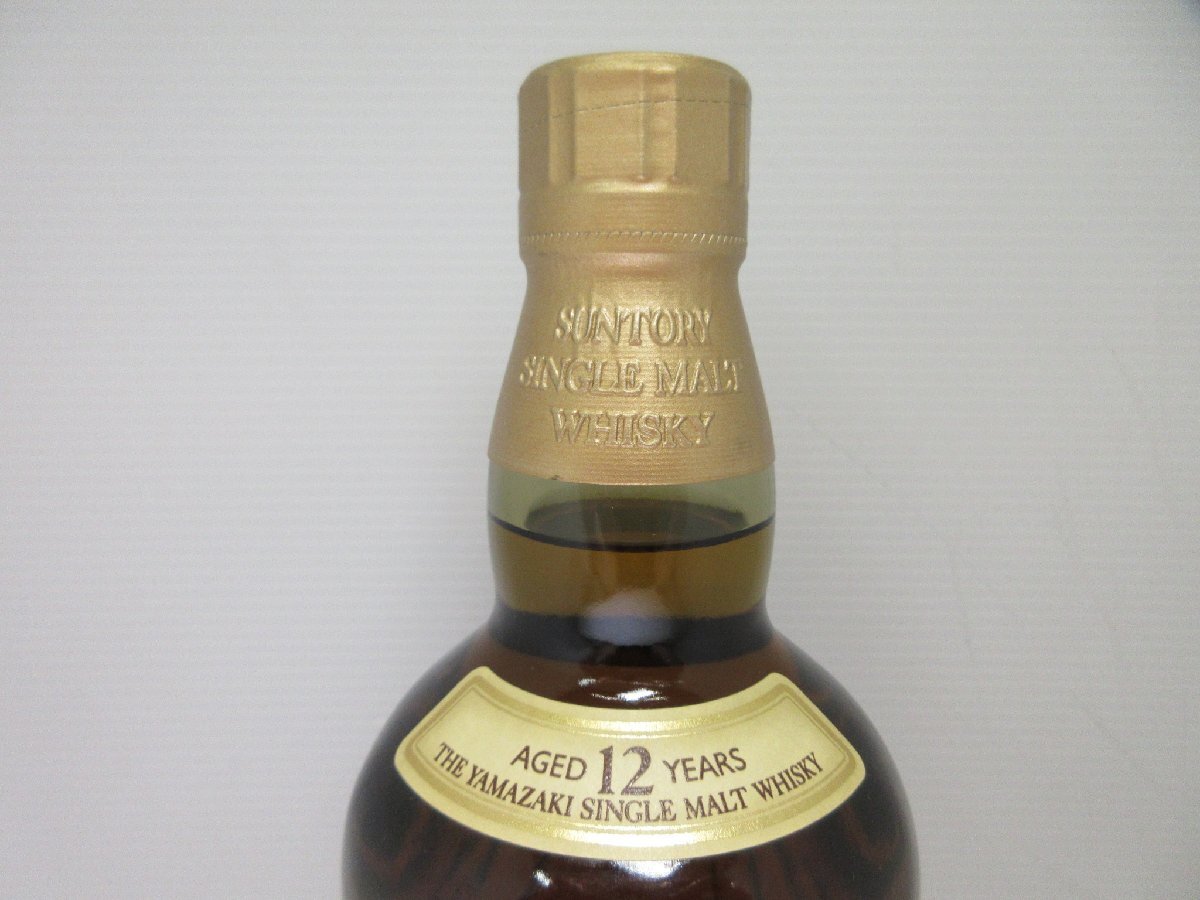 SUNTORY
SINGLE MALT
WHISKY
AGED 12 YEARS
THE YAMAZAKI SINGLE MALT WHISKY